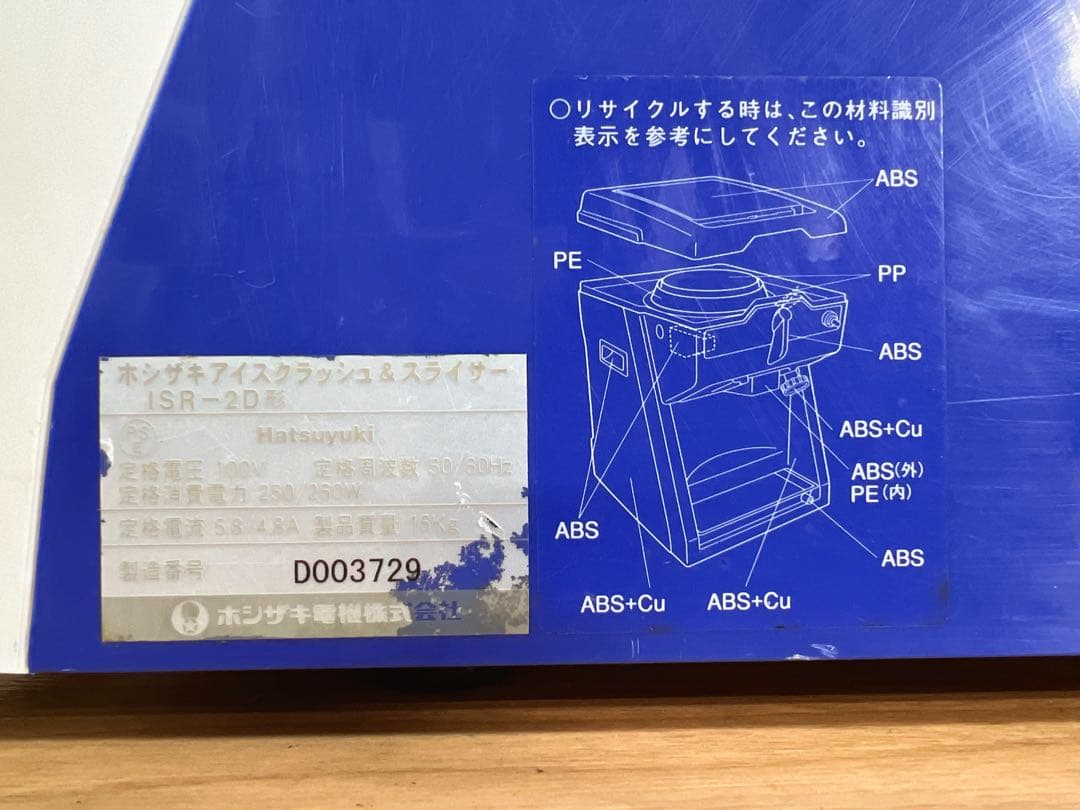 ホシザキアイスクラッシュ&スライサー
ISR-2D形
PS
E
Hatsuyuki
定格電圧 100V 定格周波数 50/60Hz
定格消費電力 250/250W
定格電流 5.8/4.8A 製品質量 15Kg
製造番号 D003729
ホシザキ電機株式会社
○リサイクルする時は、この材料識別
表示を参考にしてください。
ABS
PE
PP
ABS
ABS+Cu
ABS(外)
PE(内)
ABS
ABS
ABS+Cu
ABS+Cu